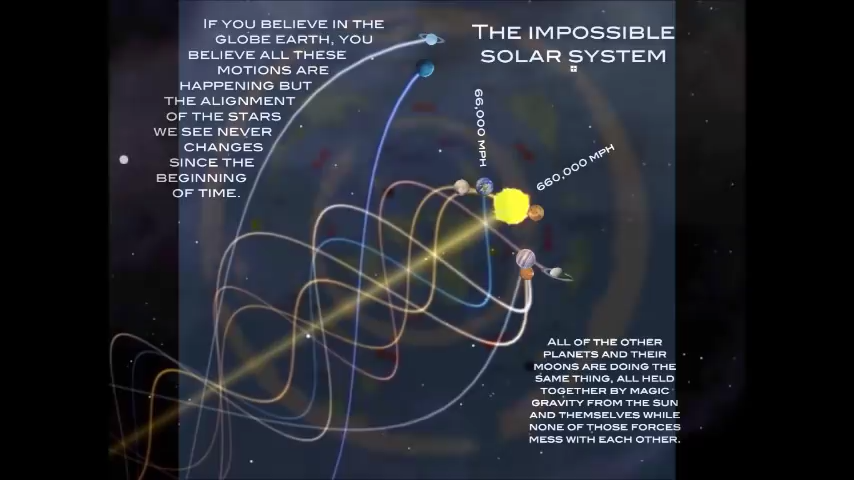 IF YOU BELIEVE IN THE
GLOBE EARTH, YOU
BELIEVE ALL THESE
MOTIONS ARE
HAPPENING BUT
THE ALIGNMENT
OF THE STARS
WE SEE NEVER
CHANGES
SINCE THE
BEGINNING
OF TIME.
THE IMPOSSIBLE
SOLAR SYSTEM
66,000 MPH
660,000 MPH
ALL OF THE OTHER
PLANETS AND THEIR
MOONS ARE DOING THE
SAME THING, ALL HELD
TOGETHER BY MAGIC
GRAVITY FROM THE SUN
AND THEMSELVES WHILE
NONE OF THOSE FORCES
MESS WITH EACH OTHER.